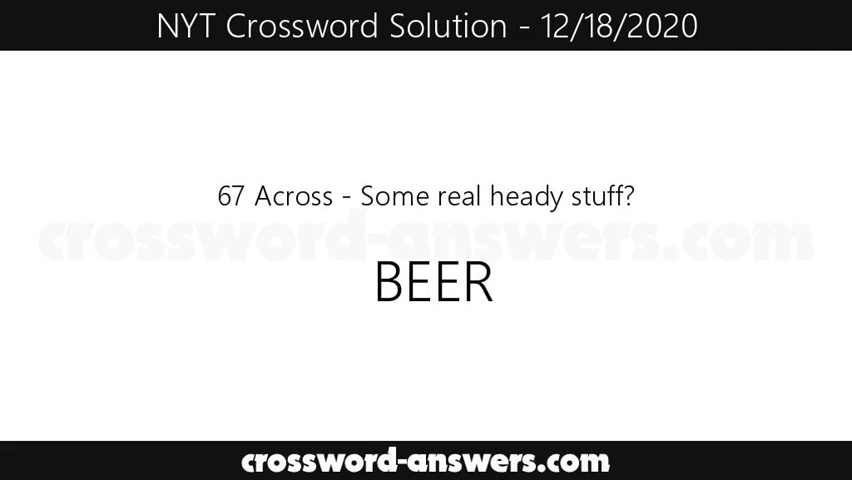 NYT Crossword Solution - 12/18/2020
67 Across - Some real heady stuff?
crossword-answers.com
BEER
crossword-answers.com